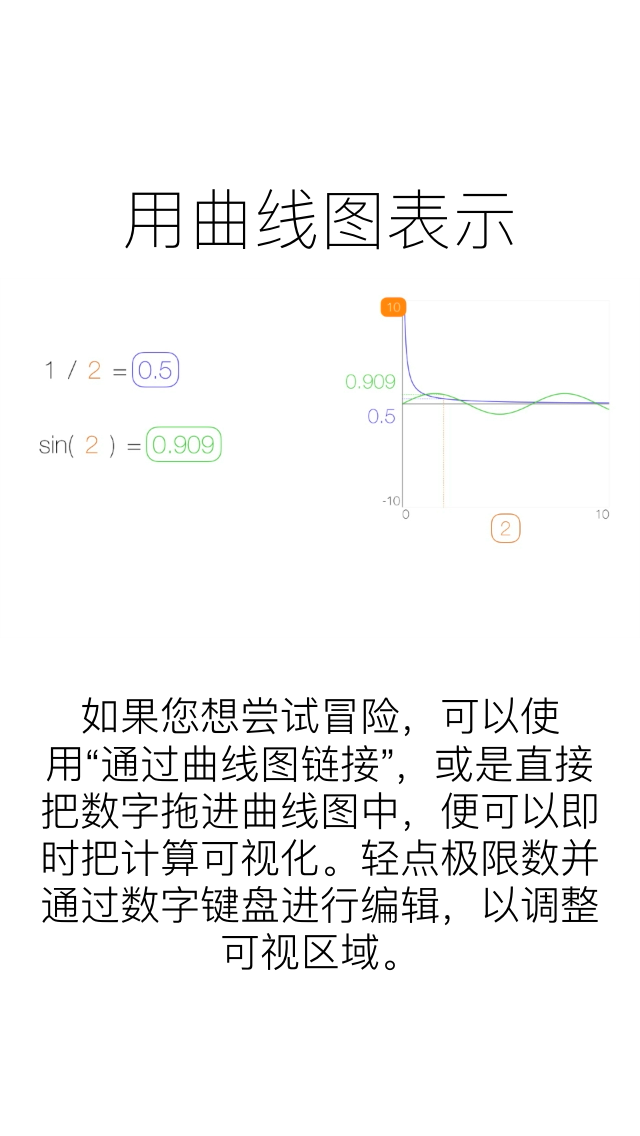 用曲线图表示
10
1 / 2 = 0.5
0.909
0.5
sin( 2 ) = 0.909
-10
0
10
2
如果您想尝试冒险，可以使
用“通过曲线图链接”，或是直接
把数字拖进曲线图中，便可以即
时把计算可视化。轻点极限数并
通过数字键盘进行编辑，以调整
可视区域。